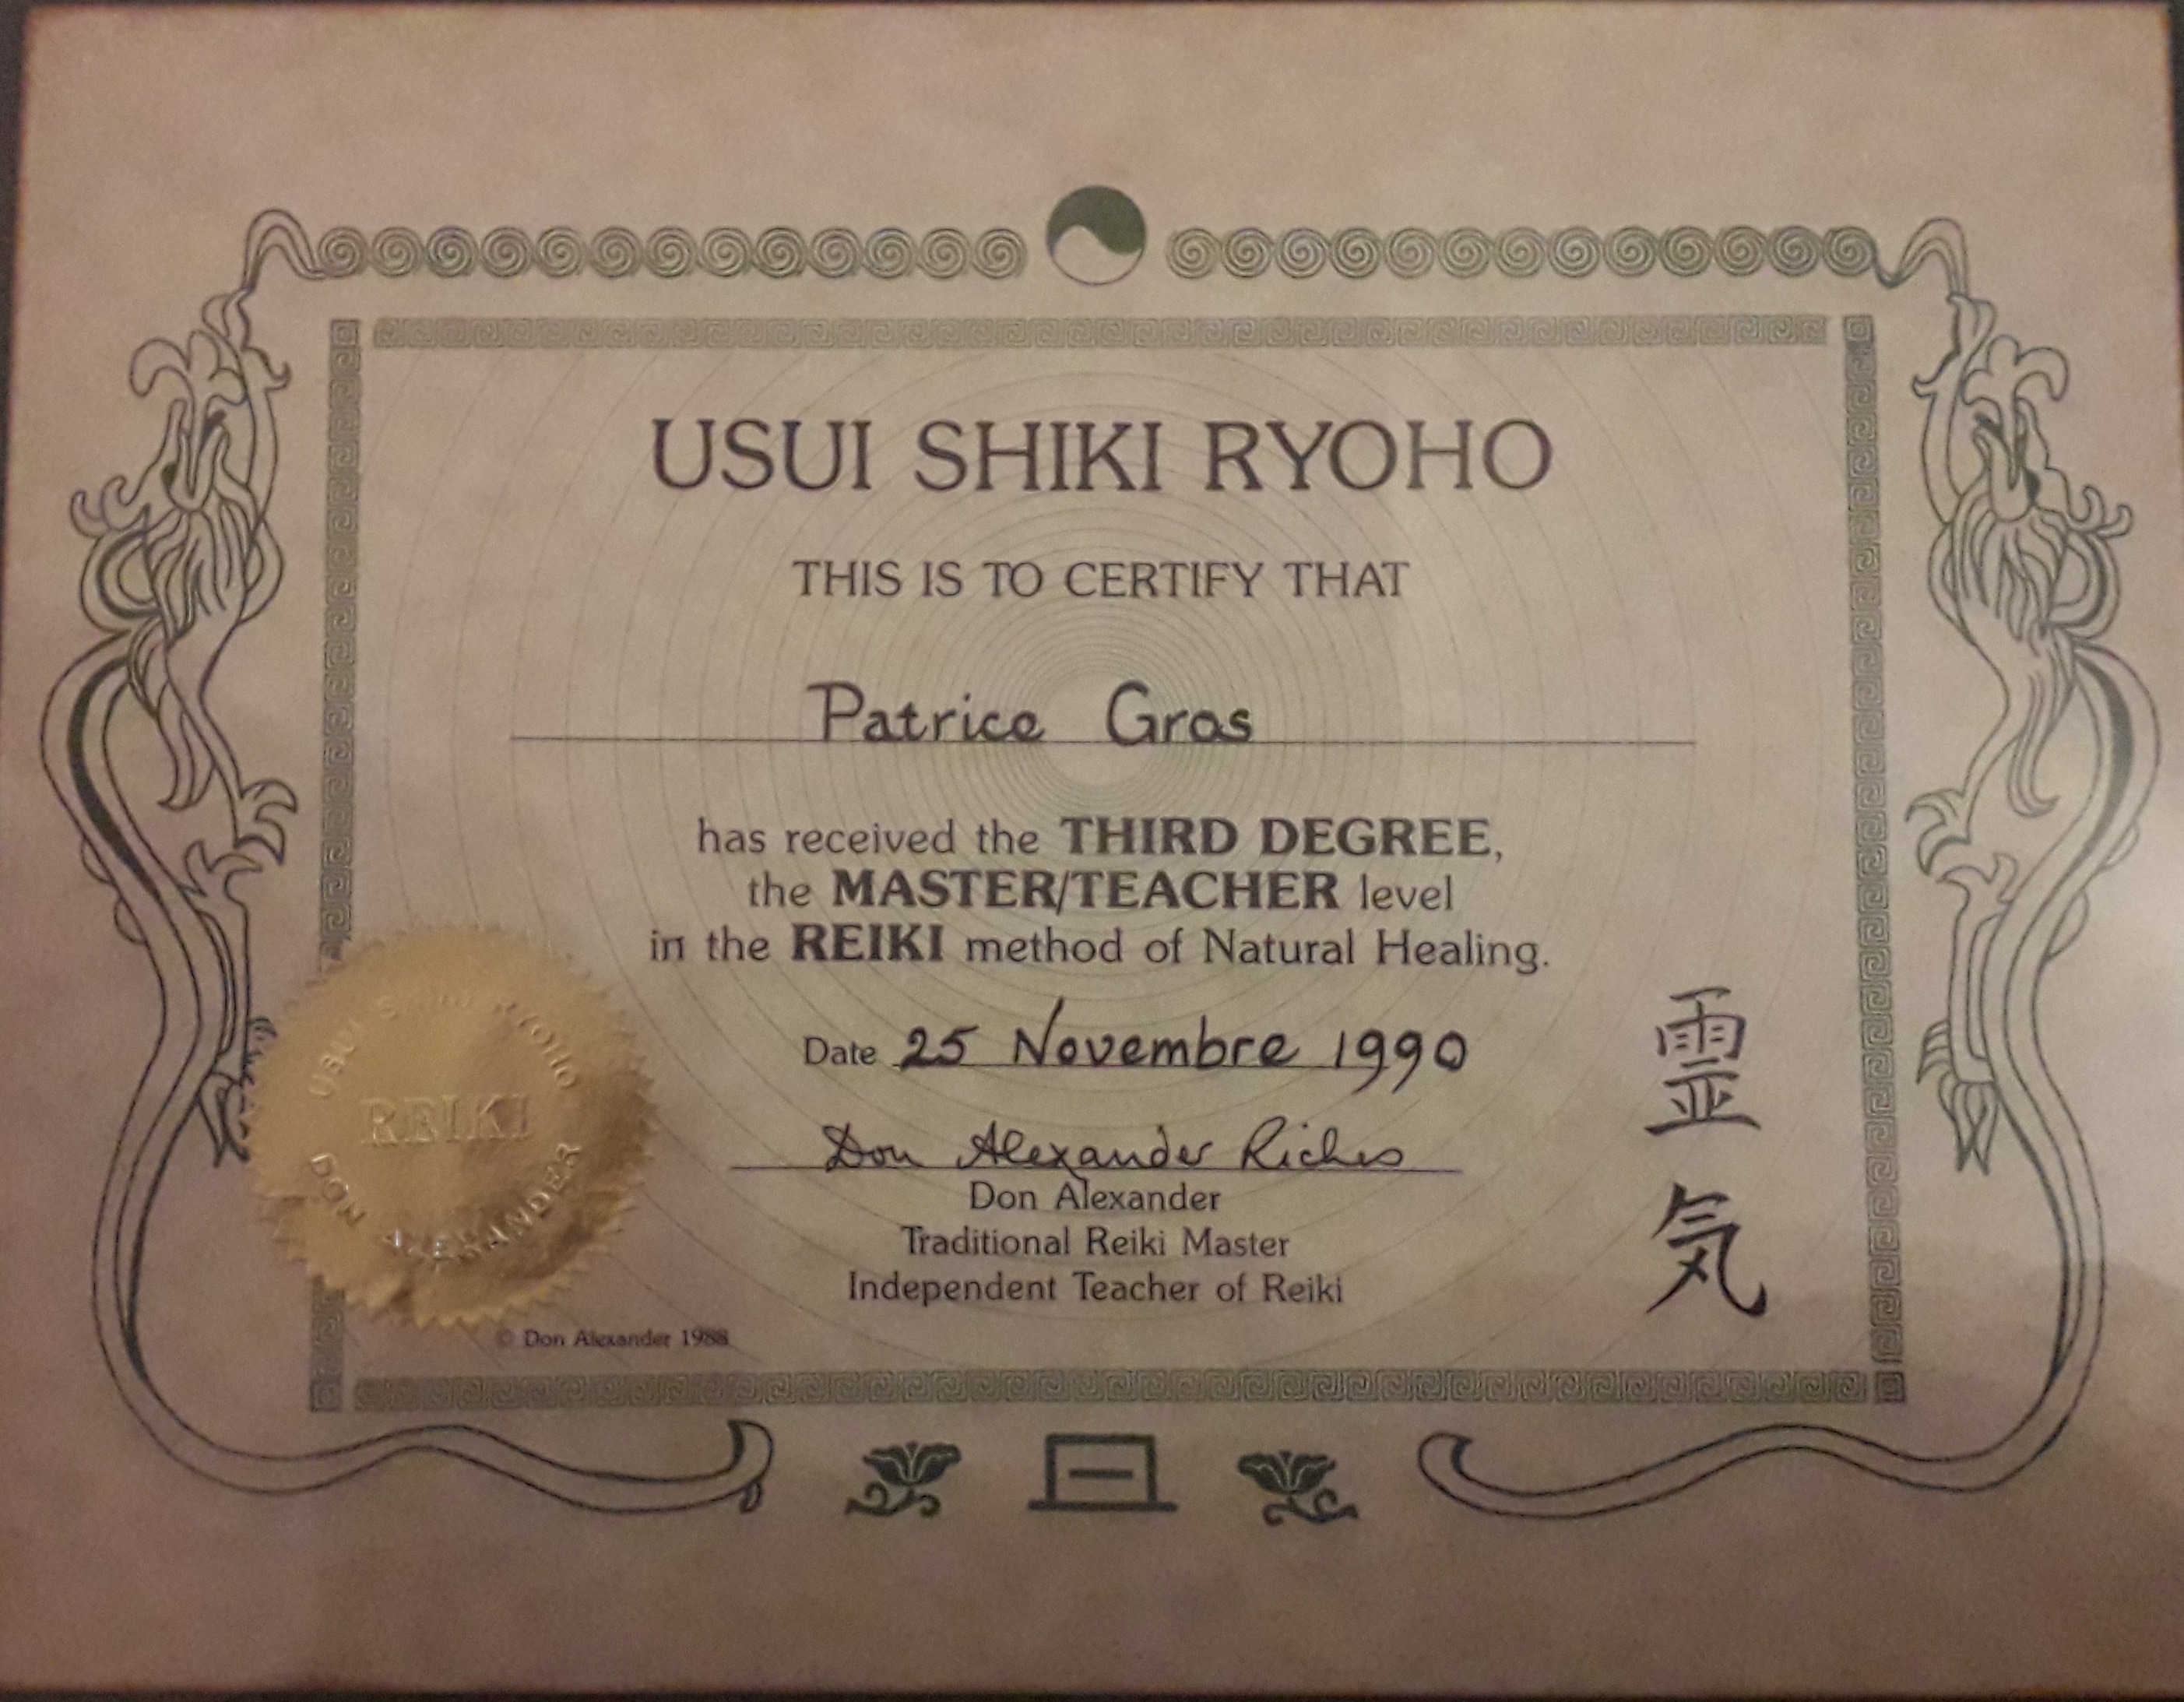 USUI SHIKI RYOHO
THIS IS TO CERTIFY THAT
Patrice Gros
has received the THIRD DEGREE,
the MASTER/TEACHER level
in the REIKI method of Natural Healing.
Date 25 Novembre 1990
Don Alexander Riches
Don Alexander
Traditional Reiki Master
Independent Teacher of Reiki
© Don Alexander 1988
USUI SHIKI RYOHO
REIKI
DON ALEXANDER
霊
気